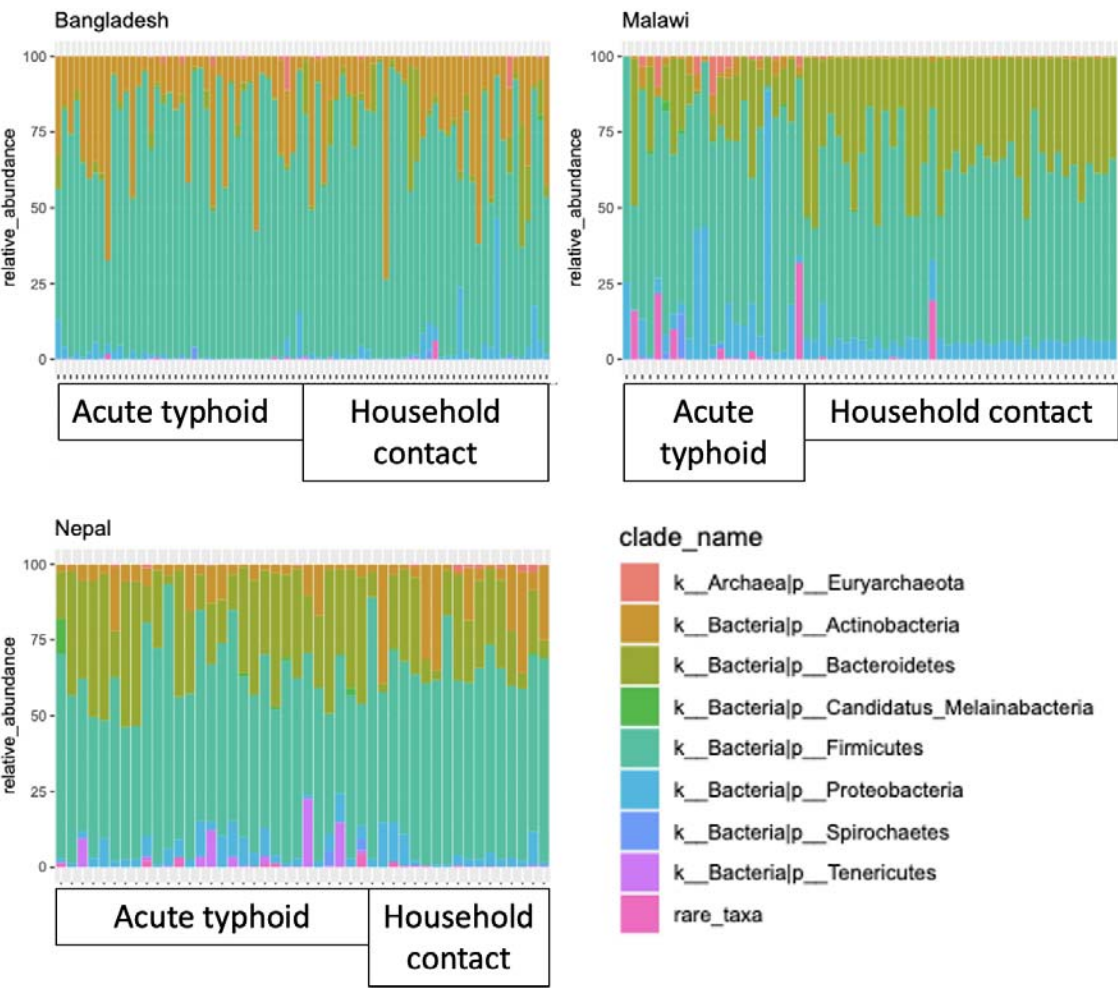 Bangladesh
relative_abundance
100
75
50
25
0
Acute typhoid
Household
contact
Malawi
relative_abundance
100
75
50
25
0
Acute
typhoid
Household contact
Nepal
relative_abundance
100
75
50
25
0
Acute typhoid
Household
contact
clade_name
k__Archaea|p__Euryarchaeota
k__Bacteria|p__Actinobacteria
k__Bacteria|p__Bacteroidetes
k__Bacteria|p__Candidatus_Melainabacteria
k__Bacteria|p__Firmicutes
k__Bacteria|p__Proteobacteria
k__Bacteria|p__Spirochaetes
k__Bacteria|p__Tenericutes
rare_taxa